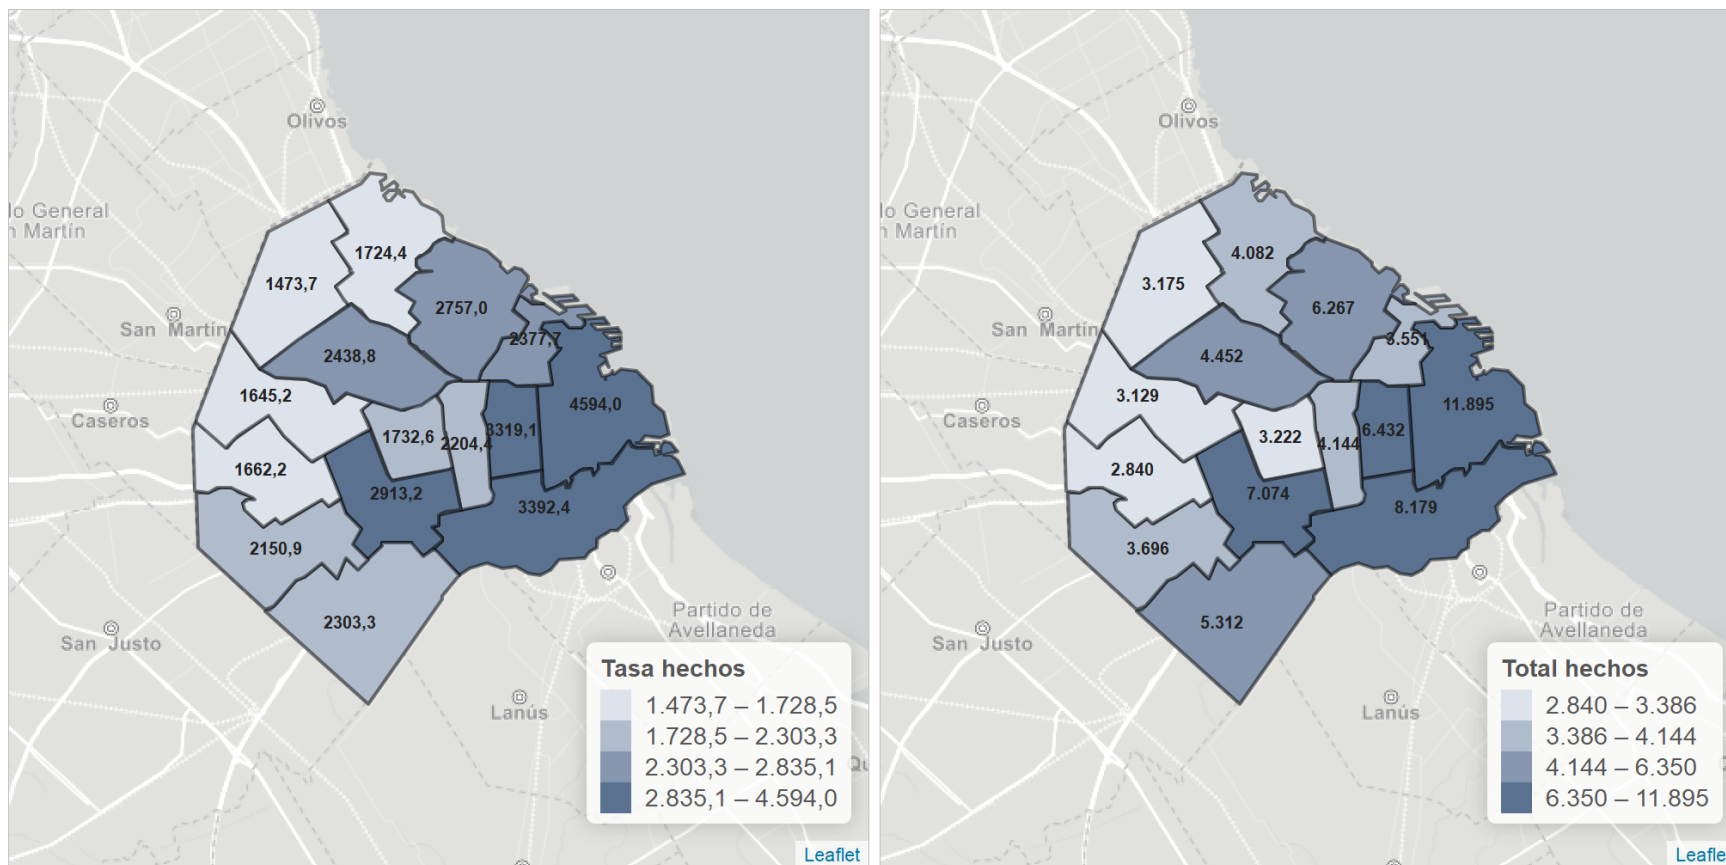 Olivos
lo General
n Martín
1724,4
1473,7
2757,0
San Martín
2377,7
2438,8
1645,2
4594,0
Caseros
3319,1
1732,6
2204,4
1662,2
2913,2
3392,4
2150,9
Partido de
Avellaneda
2303,3
San Justo
Lanús
Qu
Tasa hechos
1.473,7 – 1.728,5
1.728,5 – 2.303,3
2.303,3 – 2.835,1
2.835,1 – 4.594,0
Leaflet
Olivos
lo General
n Martín
4.082
3.175
6.267
San Martín
3.551
4.452
3.129
11.895
Caseros
6.432
3.222
4.144
2.840
7.074
8.179
3.696
Partido de
Avellaneda
5.312
San Justo
Lanús
Total hechos
2.840 – 3.386
3.386 – 4.144
4.144 – 6.350
6.350 – 11.895
Leafle